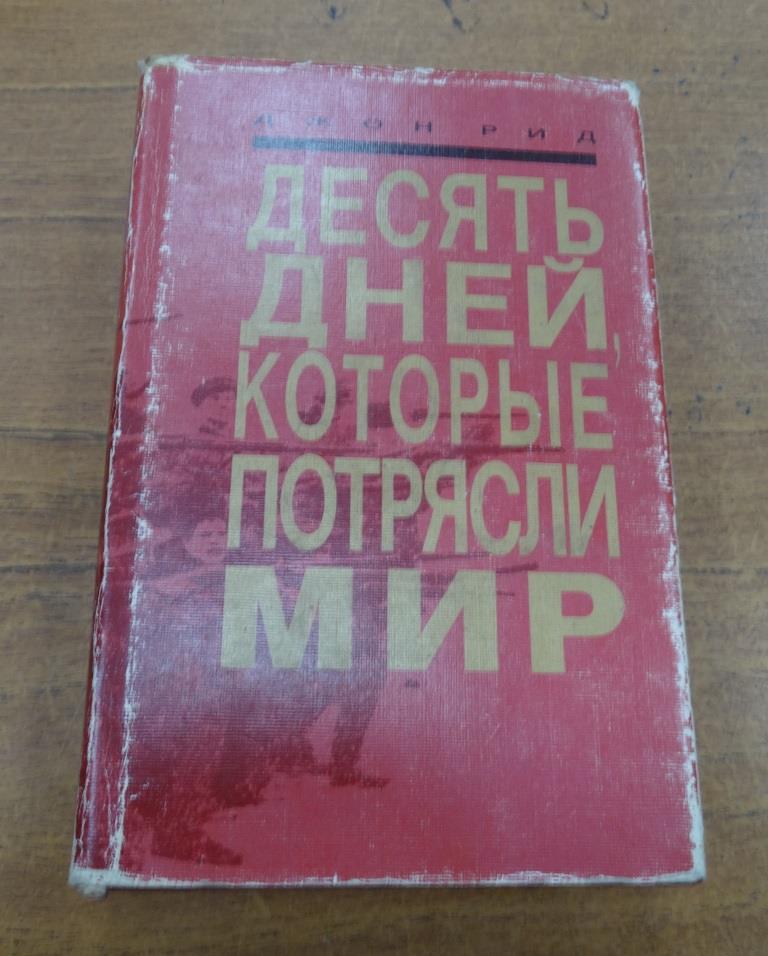 ДЖОН РИД
ДЕСЯТЬ
ДНЕЙ,
КОТОРЫЕ
ПОТРЯСЛИ
МИР